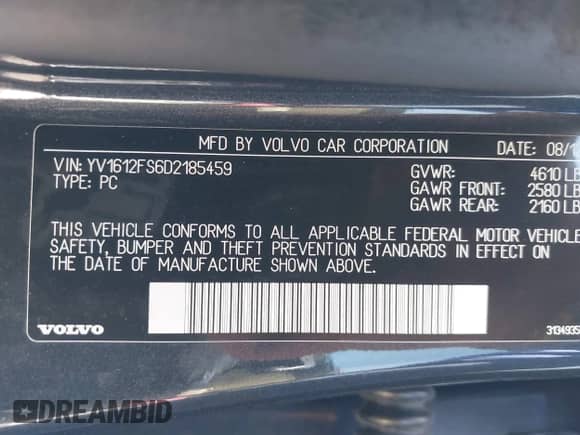 MFD BY VOLVO CAR CORPORATION DATE: 08/1
VIN: YV1612FS6D2185459 GVWR: 4610 LB
TYPE: PC GAWR FRONT: 2580 LB
GAWR REAR: 2160 LB
THIS VEHICLE CONFORMS TO ALL APPLICABLE FEDERAL MOTOR VEHICLE
SAFETY, BUMPER AND THEFT PREVENTION STANDARDS IN EFFECT ON
THE DATE OF MANUFACTURE SHOWN ABOVE.
VOLVO 3134935
DREAMBID